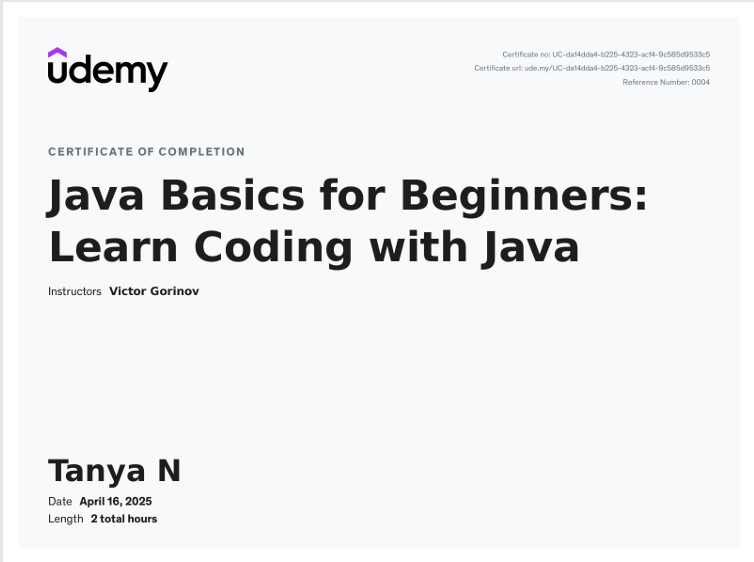 udemy
Certificate no: UC-da14dda4-b225-4323-acf4-9c585d9533c5
Certificate url: ude.my/UC-da14dda4-b225-4323-acf4-9c585d9533c5
Reference Number: 0004
CERTIFICATE OF COMPLETION
Java Basics for Beginners:
Learn Coding with Java
Instructors Victor Gorinov
Tanya N
Date April 16, 2025
Length 2 total hours